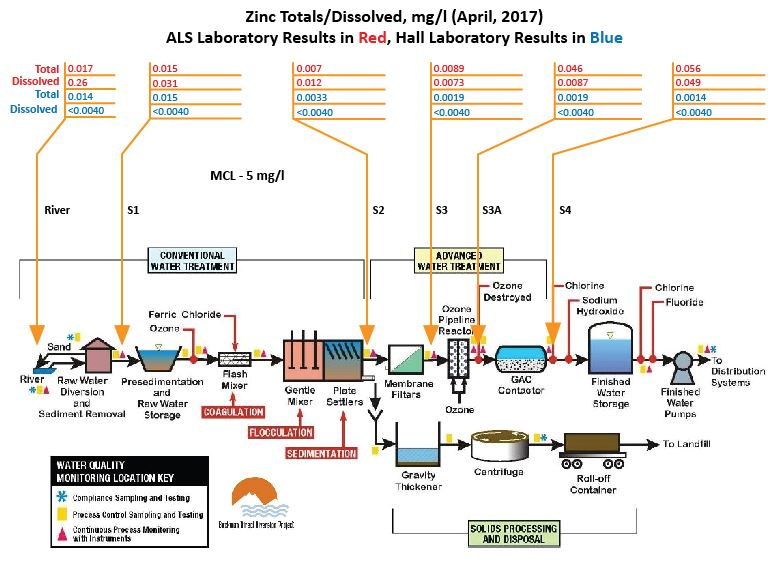 Zinc Totals/Dissolved, mg/l (April, 2017)
ALS Laboratory Results in Red, Hall Laboratory Results in Blue
Total 0.017 0.015 0.007 0.0089 0.046 0.056
Dissolved 0.26 0.031 0.012 0.0073 0.0087 0.049
Total 0.014 0.015 0.0033 0.0019 0.0019 0.0014
Dissolved <0.0040 <0.0040 <0.0040 <0.0040 <0.0040 <0.0040
MCL - 5 mg/l
River S1 S2 S3 S3A S4
CONVENTIONAL
WATER TREATMENT
ADVANCED
WATER TREATMENT
Ozone
Destroyed
Chlorine
Sodium
Hydroxide
Chlorine
Fluoride
Ferric Chloride
Ozone
Ozone
Pipeline
Reactor
Sand
River
Raw Water
Diversion
and
Sediment Removal
Presedimentation
and
Raw Water
Storage
Flash
Mixer
COAGULATION
Gentle
Mixer
FLOCCULATION
Plate
Settlers
SEDIMENTATION
Membrane
Filters
Ozone
GAC
Contactor
Finished
Water
Storage
Finished
Water
Pumps
To
Distribution
Systems
Gravity
Thickener
Centrifuge
Roll-off
Container
To Landfill
SOLIDS PROCESSING
AND DISPOSAL
WATER QUALITY
MONITORING LOCATION KEY
Compliance Sampling and Testing
Process Control Sampling and Testing
Continuous Process Monitoring
with Instruments
Buckman Direct Diversion Project